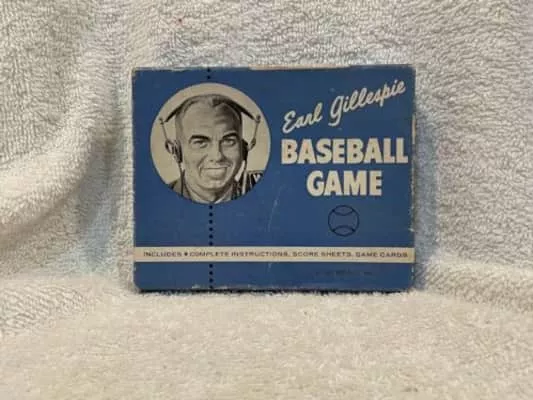 Earl Gillespie
BASEBALL
GAME
INCLUDES • COMPLETE INSTRUCTIONS, SCORE SHEETS, GAME CARDS